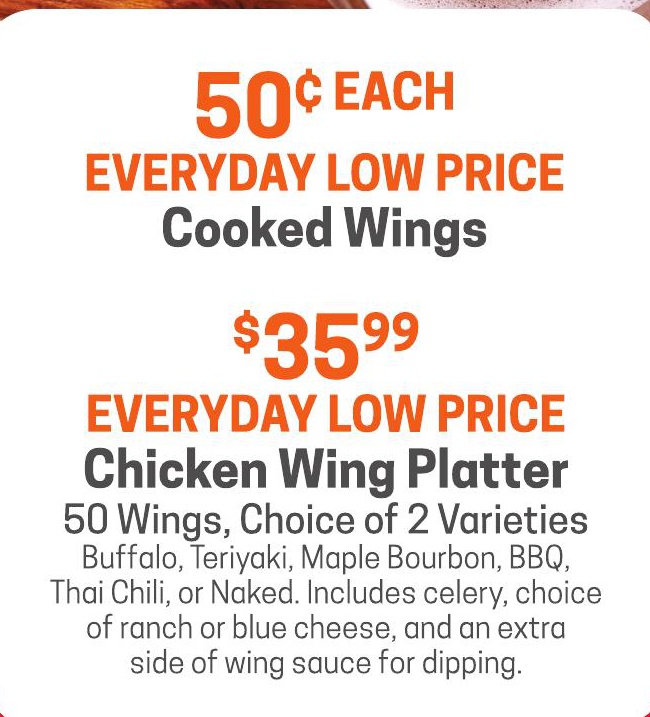 50¢ EACH
EVERYDAY LOW PRICE
Cooked Wings
$3599
EVERYDAY LOW PRICE
Chicken Wing Platter
50 Wings, Choice of 2 Varieties
Buffalo, Teriyaki, Maple Bourbon, BBQ,
Thai Chili, or Naked. Includes celery, choice
of ranch or blue cheese, and an extra
side of wing sauce for dipping.